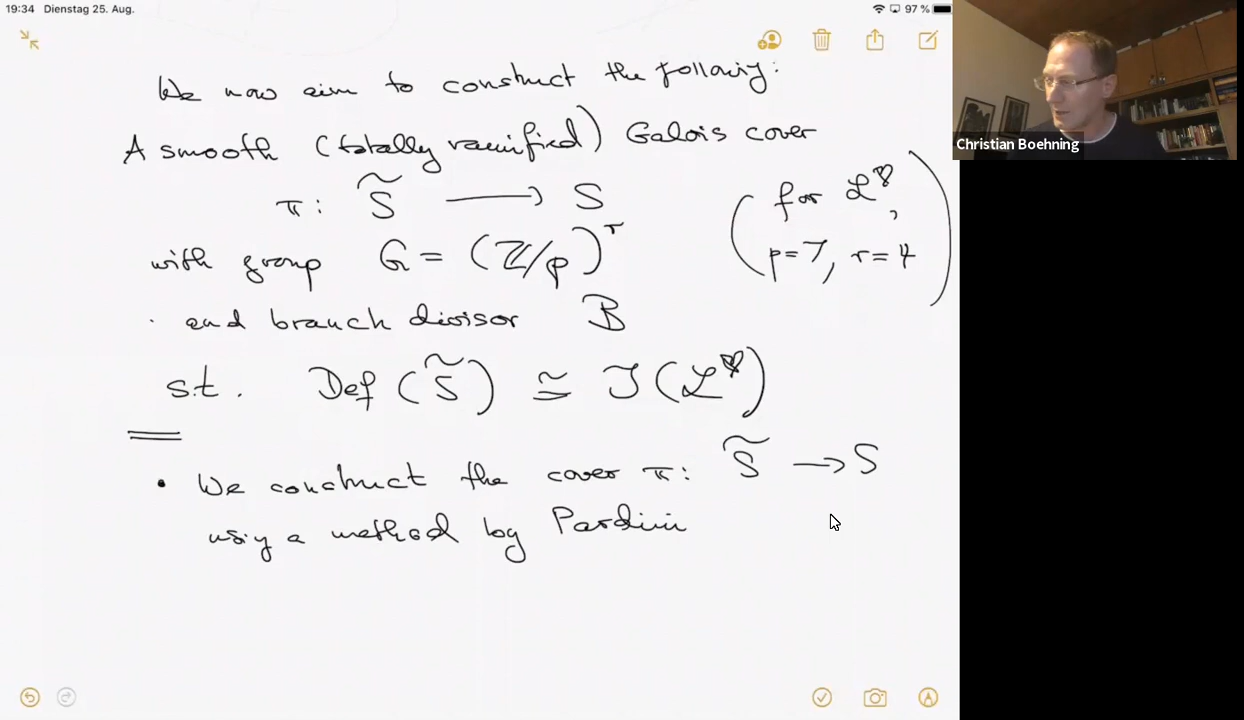 19:34 Dienstag 25. Aug.
97 %
We now aim to construct the following:
A smooth (totally ramified) Galois cover
π: S̃ ⟶ S
(for ℒ^♡,
p=7, r=4)
with group G = (ℤ/p)^r
and branch divisor B
s.t. Def(S̃) ≅ T(ℒ^♡)
• We construct the cover π: S̃ → S
using a method by Pardini
Christian Boehning